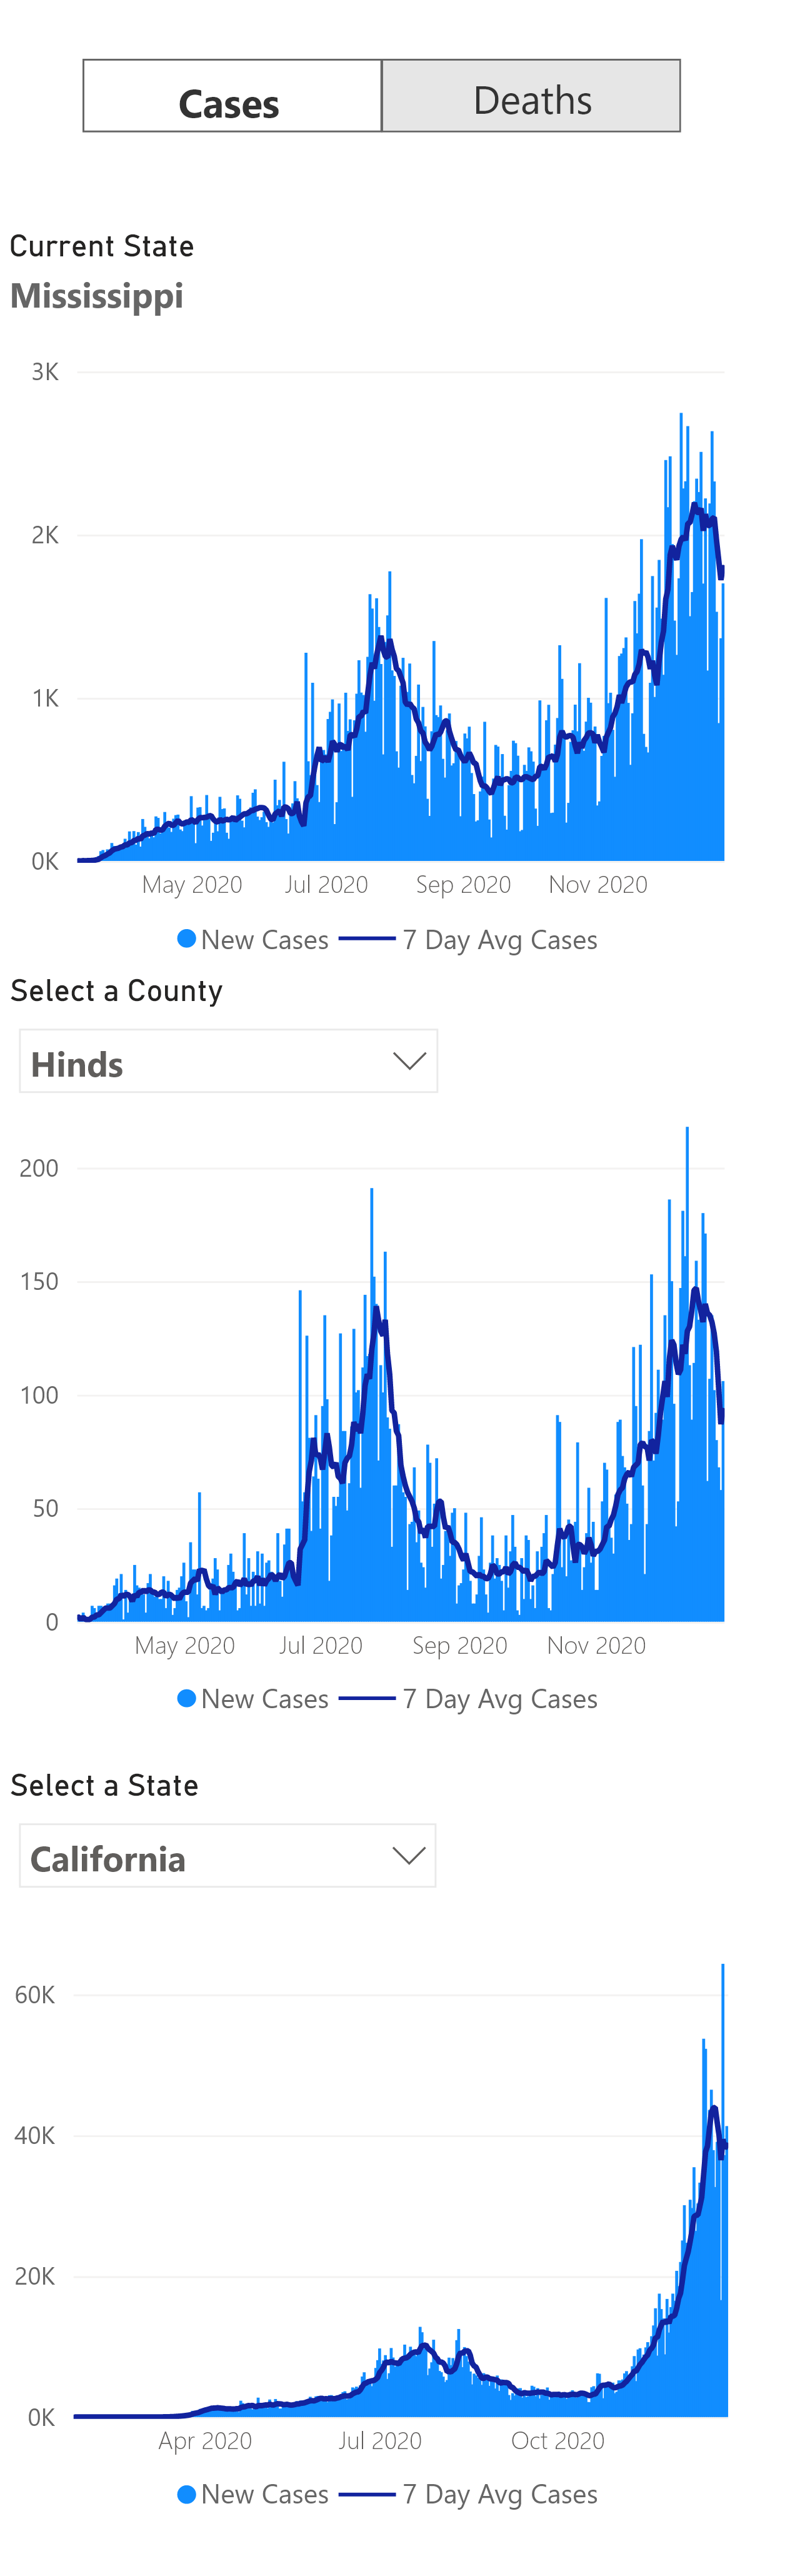 Cases Deaths
Current State
Mississippi
3K
2K
1K
0K
May 2020 Jul 2020 Sep 2020 Nov 2020
New Cases 7 Day Avg Cases
Select a County
Hinds
200
150
100
50
0
May 2020 Jul 2020 Sep 2020 Nov 2020
New Cases 7 Day Avg Cases
Select a State
California
60K
40K
20K
0K
Apr 2020 Jul 2020 Oct 2020
New Cases 7 Day Avg Cases